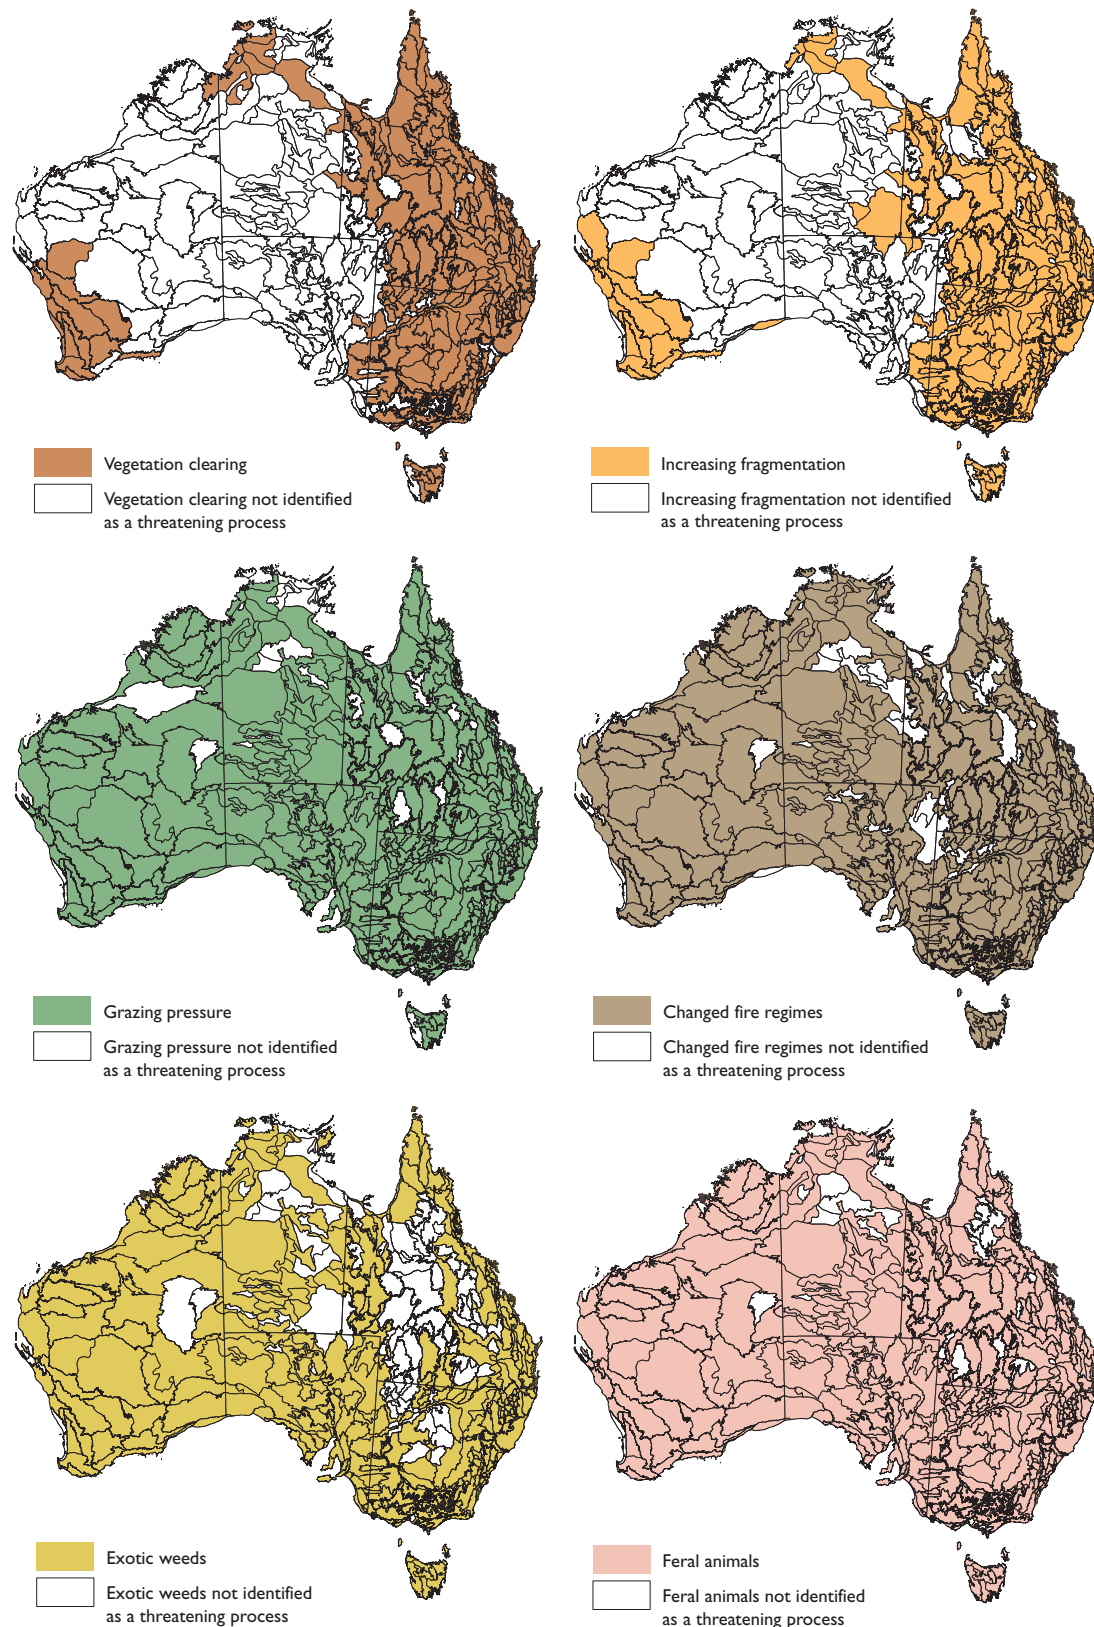 Vegetation clearing
Vegetation clearing not identified
as a threatening process
Increasing fragmentation
Increasing fragmentation not identified
as a threatening process
Grazing pressure
Grazing pressure not identified
as a threatening process
Changed fire regimes
Changed fire regimes not identified
as a threatening process
Exotic weeds
Exotic weeds not identified
as a threatening process
Feral animals
Feral animals not identified
as a threatening process